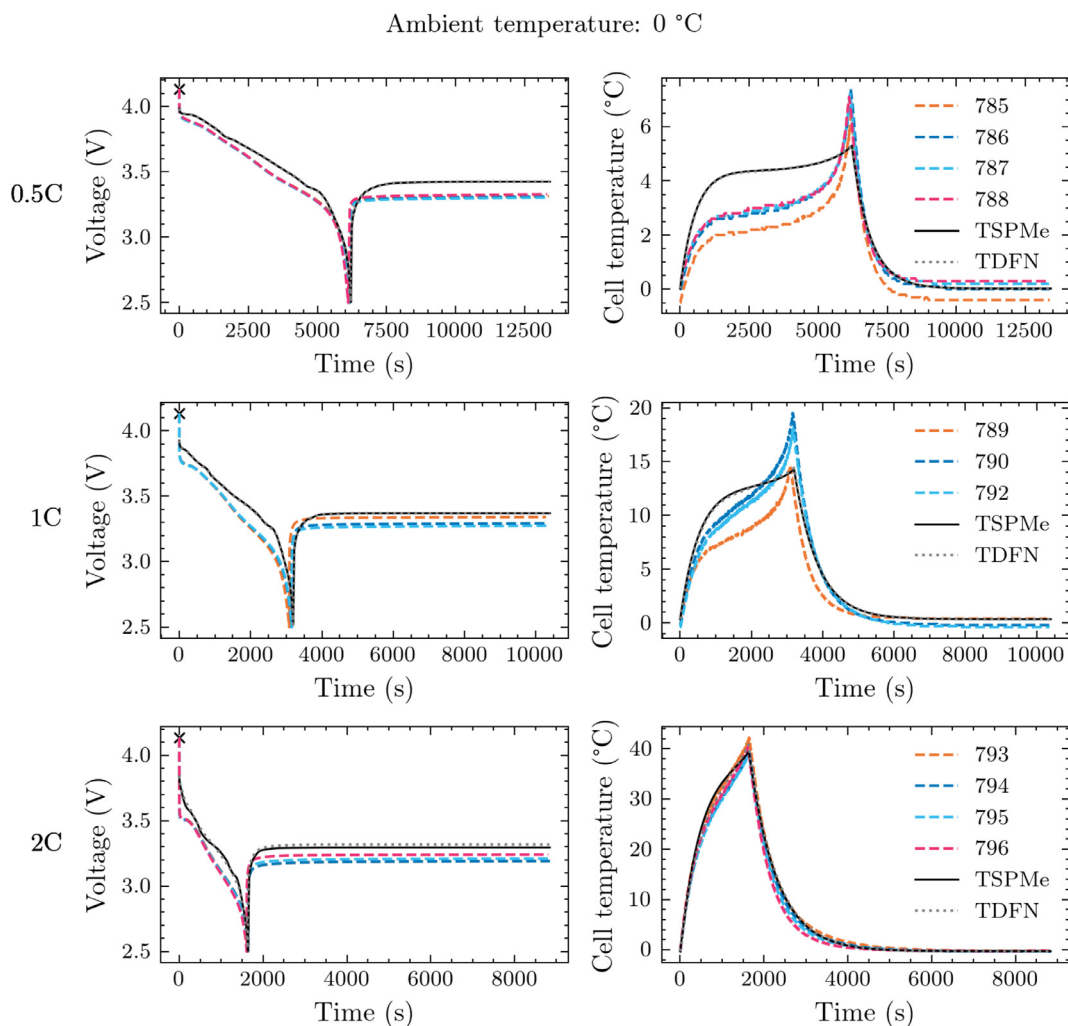 Ambient temperature: 0 °C
0.5C
Voltage (V)
4.0
3.5
3.0
2.5
0 2500 5000 7500 10000 12500
Time (s)
Cell temperature (°C)
6
4
2
0
0 2500 5000 7500 10000 12500
Time (s)
785
786
787
788
TSPMe
TDFN
1C
Voltage (V)
4.0
3.5
3.0
2.5
0 2000 4000 6000 8000 10000
Time (s)
Cell temperature (°C)
20
15
10
5
0
0 2000 4000 6000 8000 10000
Time (s)
789
790
792
TSPMe
TDFN
2C
Voltage (V)
4.0
3.5
3.0
2.5
0 2000 4000 6000 8000
Time (s)
Cell temperature (°C)
40
30
20
10
0
0 2000 4000 6000 8000
Time (s)
793
794
795
796
TSPMe
TDFN